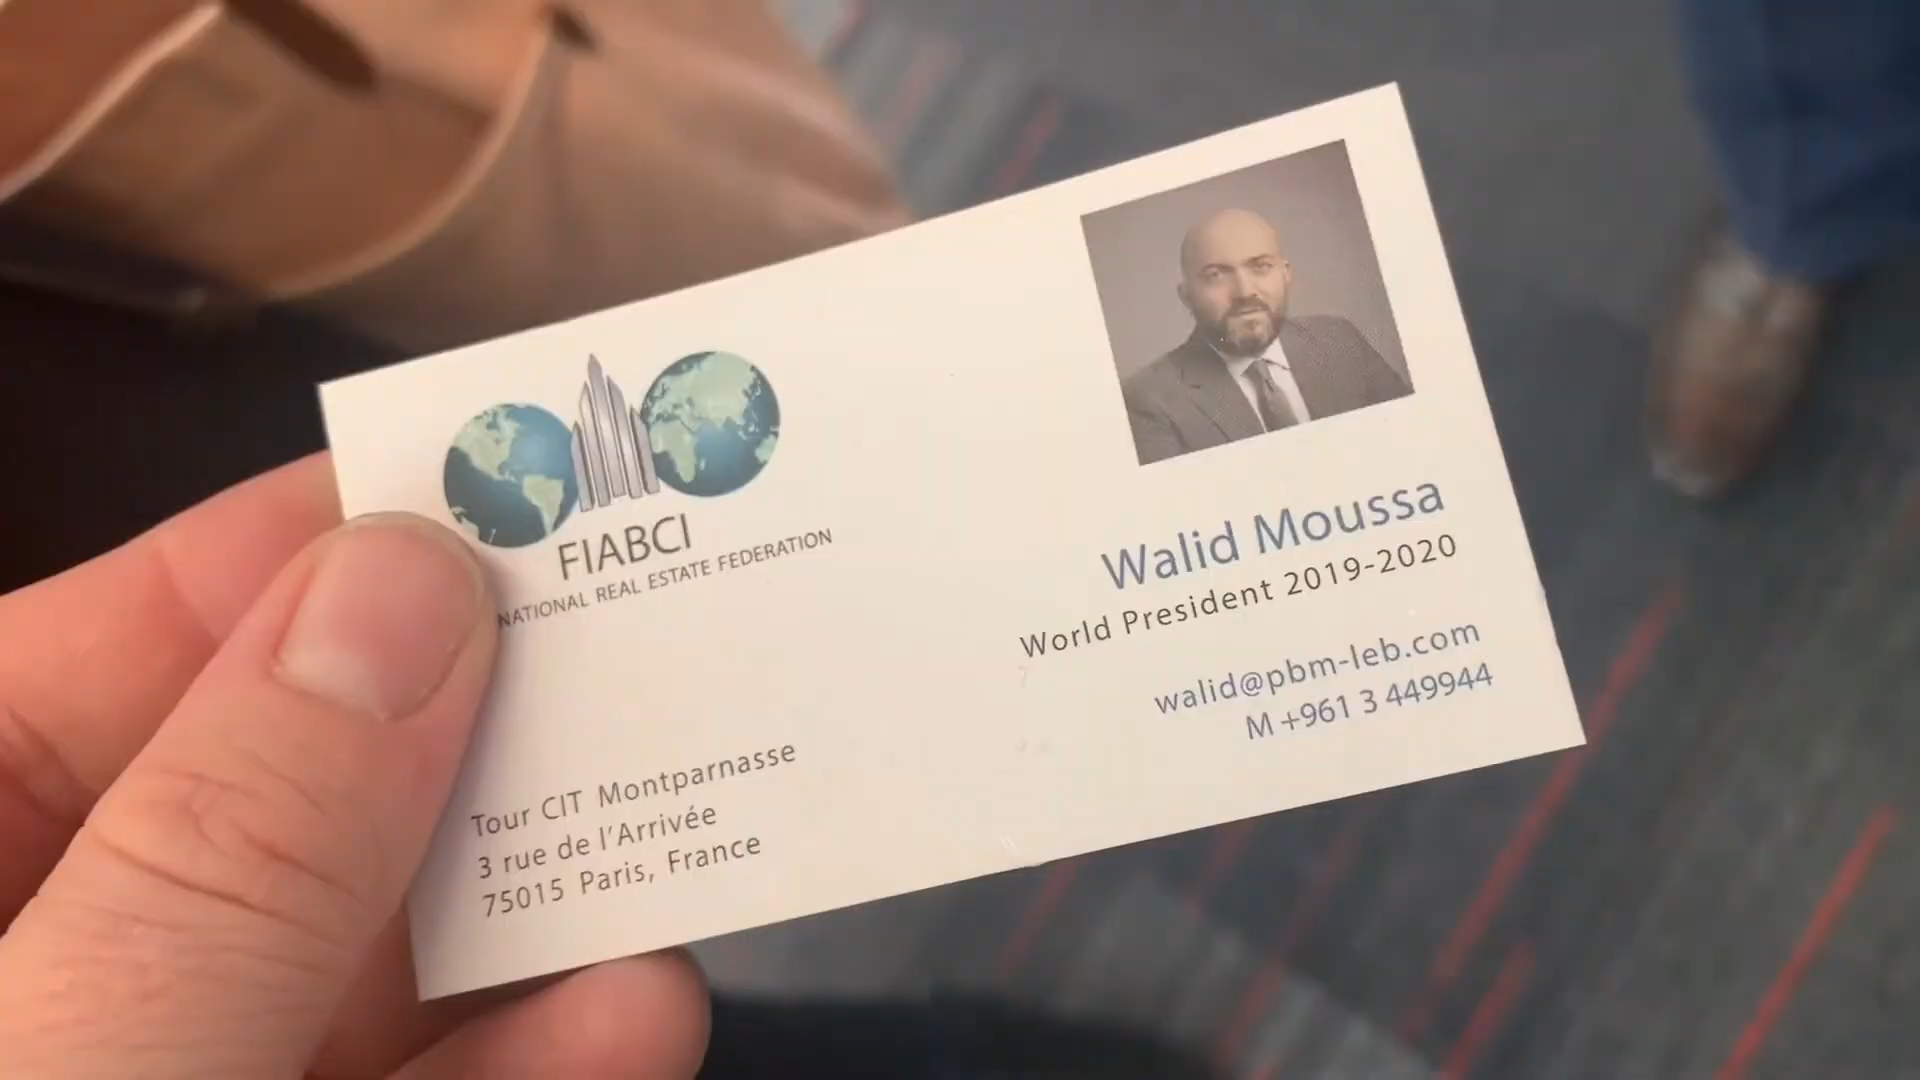 FIABCI
NATIONAL REAL ESTATE FEDERATION
Walid Moussa
World President 2019-2020
walid@pbm-leb.com
M +961 3 449944
Tour CIT Montparnasse
3 rue de l'Arrivée
75015 Paris, France